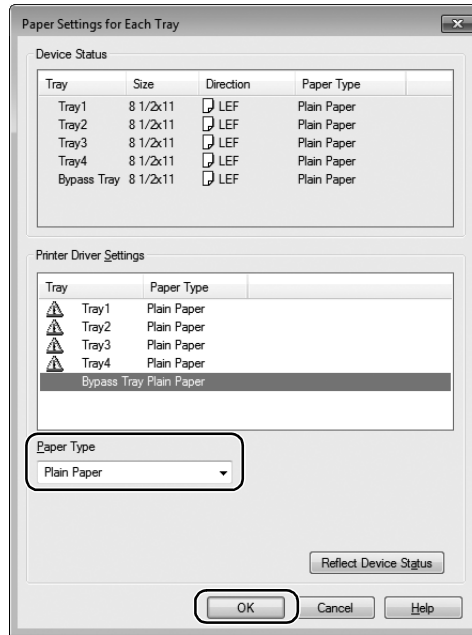 Paper Settings for Each Tray
Device Status
Tray Size Direction Paper Type
Tray1 8 1/2x11 LEF Plain Paper
Tray2 8 1/2x11 LEF Plain Paper
Tray3 8 1/2x11 LEF Plain Paper
Tray4 8 1/2x11 LEF Plain Paper
Bypass Tray 8 1/2x11 LEF Plain Paper
Printer Driver Settings
Tray Paper Type
Tray1 Plain Paper
Tray2 Plain Paper
Tray3 Plain Paper
Tray4 Plain Paper
Bypass Tray Plain Paper
Paper Type
Plain Paper
Reflect Device Status
OK Cancel Help